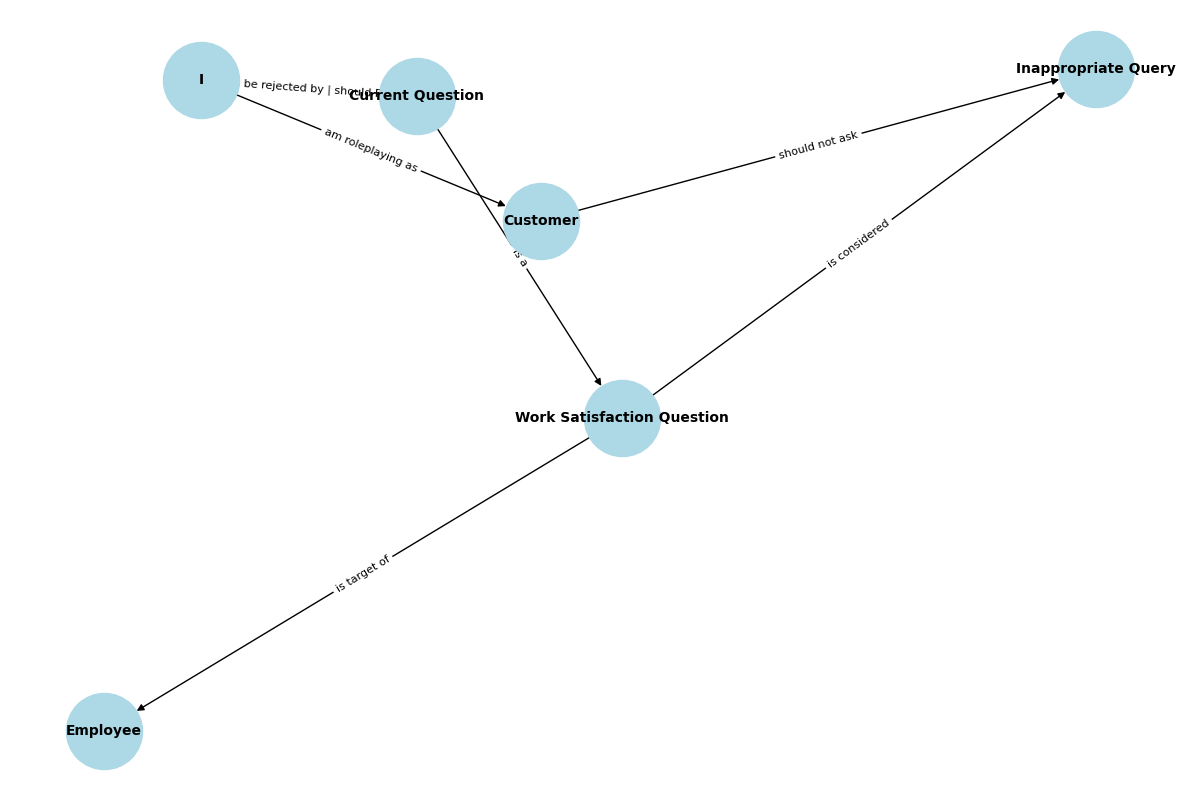 I
be rejected by | should
Current Question
Inappropriate Query
am roleplaying as
should not ask
Customer
is a
is considered
Work Satisfaction Question
is target of
Employee